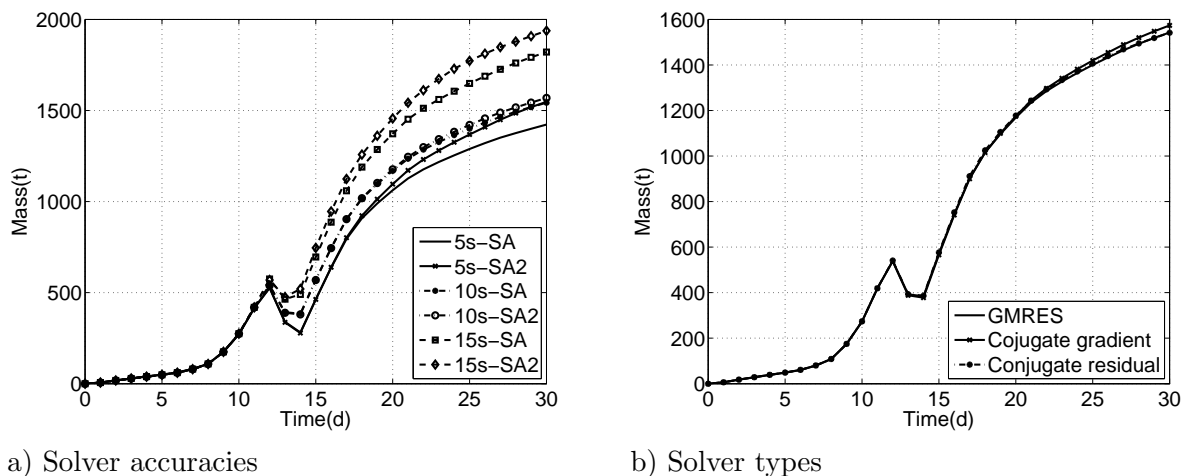 2000
1500
1000
500
0
Mass(t)
0 5 10 15 20 25 30
Time(d)
5s−SA
5s−SA2
10s−SA
10s−SA2
15s−SA
15s−SA2
a) Solver accuracies
1600
1400
1200
1000
800
600
400
200
0
Mass(t)
0 5 10 15 20 25 30
Time(d)
GMRES
Cojugate gradient
Conjugate residual
b) Solver types